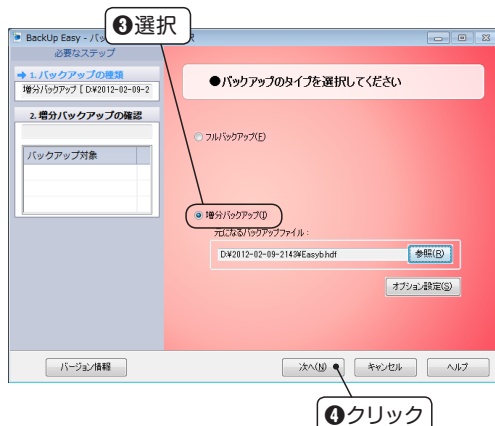 ❸選択
BackUp Easy - バッ
択
必要なステップ
1. バックアップの種類
増分バックアップ [ D:¥2012-02-09-2
2. 増分バックアップの確認
バックアップ対象
●バックアップのタイプを選択してください
フルバックアップ(F)
増分バックアップ(I)
元になるバックアップファイル :
D:¥2012-02-09-2143¥Easyb.hdf
参照(R)
オプション設定(S)
バージョン情報
次へ(N)
キャンセル
ヘルプ
❹クリック